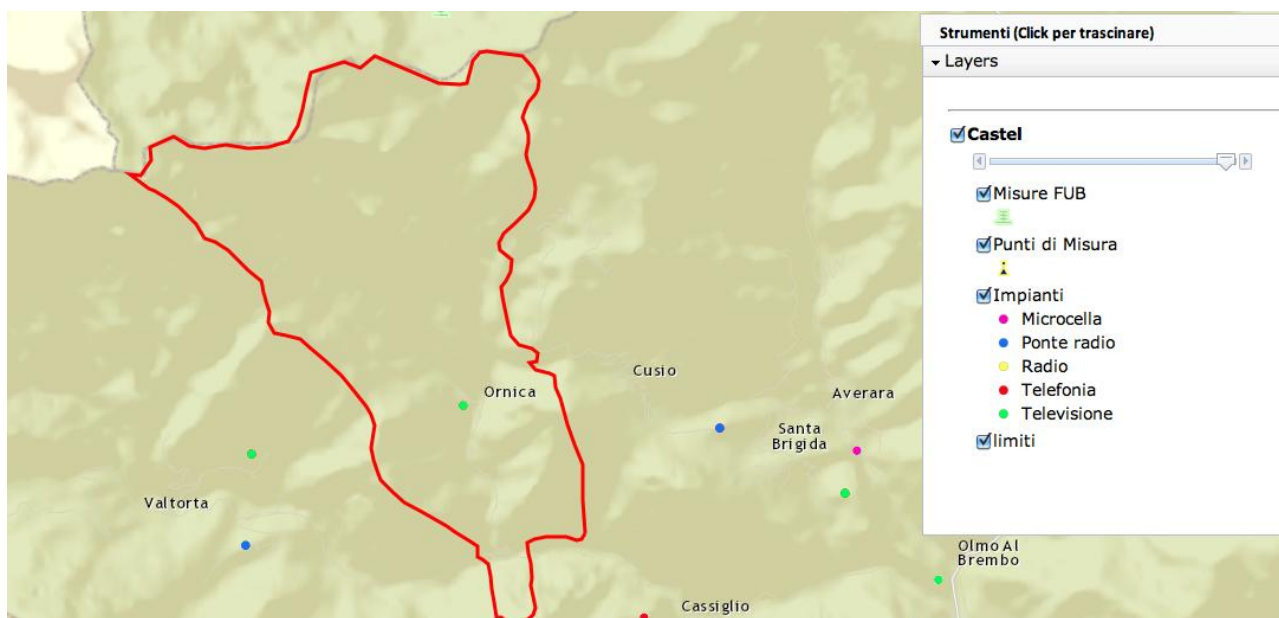 Strumenti (Click per trascinare)
Layers
Castel
Misure FUB
Punti di Misura
Impianti
Microcella
Ponte radio
Radio
Telefonia
Televisione
limiti
Ornica
Cusio
Averara
Santa
Brigida
Valtorta
Olmo Al
Brembo
Cassiglio